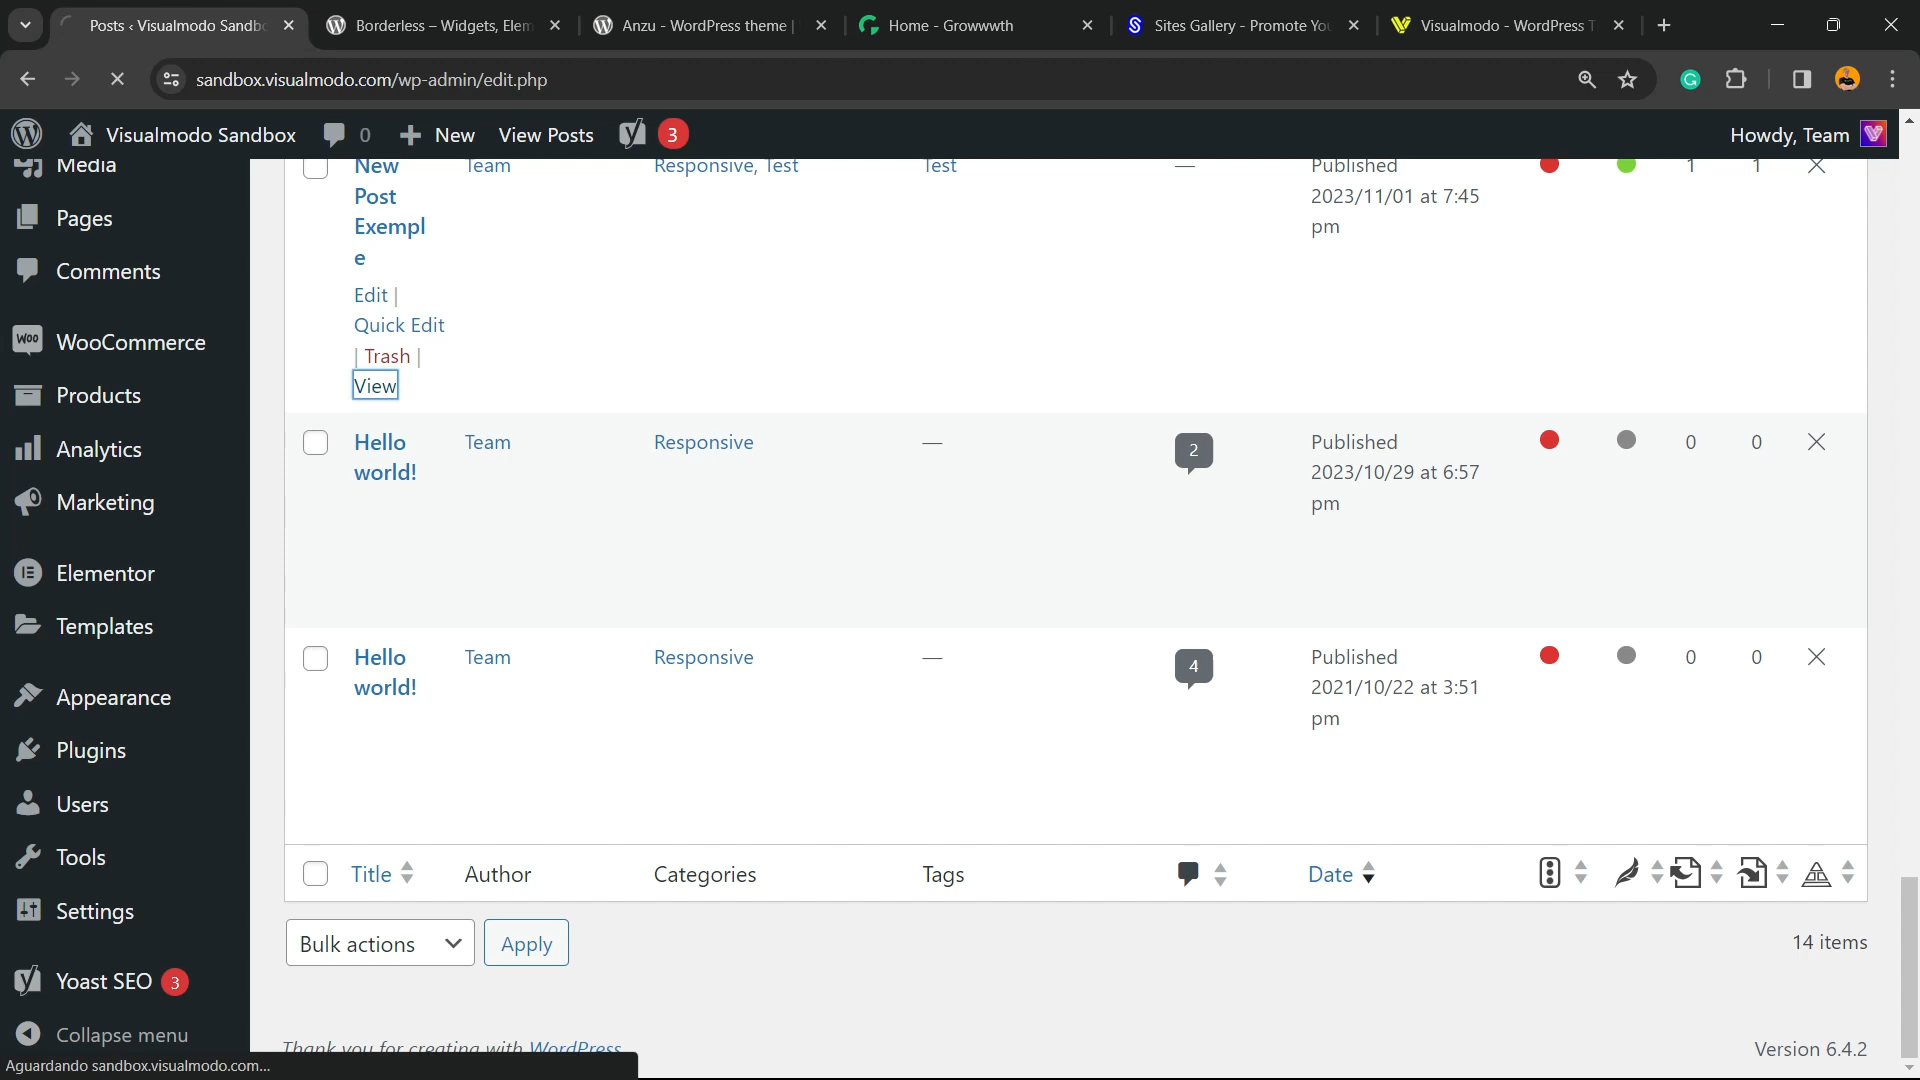 Posts ‹ Visualmodo Sandb
Borderless – Widgets, Elem
Anzu - WordPress theme |
Home - Growwwth
Sites Gallery - Promote Yo
Visualmodo - WordPress T
sandbox.visualmodo.com/wp-admin/edit.php
Visualmodo Sandbox
0
New
View Posts
3
Howdy, Team
Media
Pages
Comments
WooCommerce
Products
Analytics
Marketing
Elementor
Templates
Appearance
Plugins
Users
Tools
Settings
Yoast SEO 3
Collapse menu
New
Post
Exempl
e
Team
Responsive, Test
Test
—
Published
2023/11/01 at 7:45
pm
1
1
Edit |
Quick Edit
| Trash |
View
Hello
world!
Team
Responsive
—
2
Published
2023/10/29 at 6:57
pm
0
0
Hello
world!
Team
Responsive
—
4
Published
2021/10/22 at 3:51
pm
0
0
Title
Author
Categories
Tags
Date
Bulk actions
Apply
14 items
Thank you for creating with WordPress
Version 6.4.2
Aguardando sandbox.visualmodo.com...